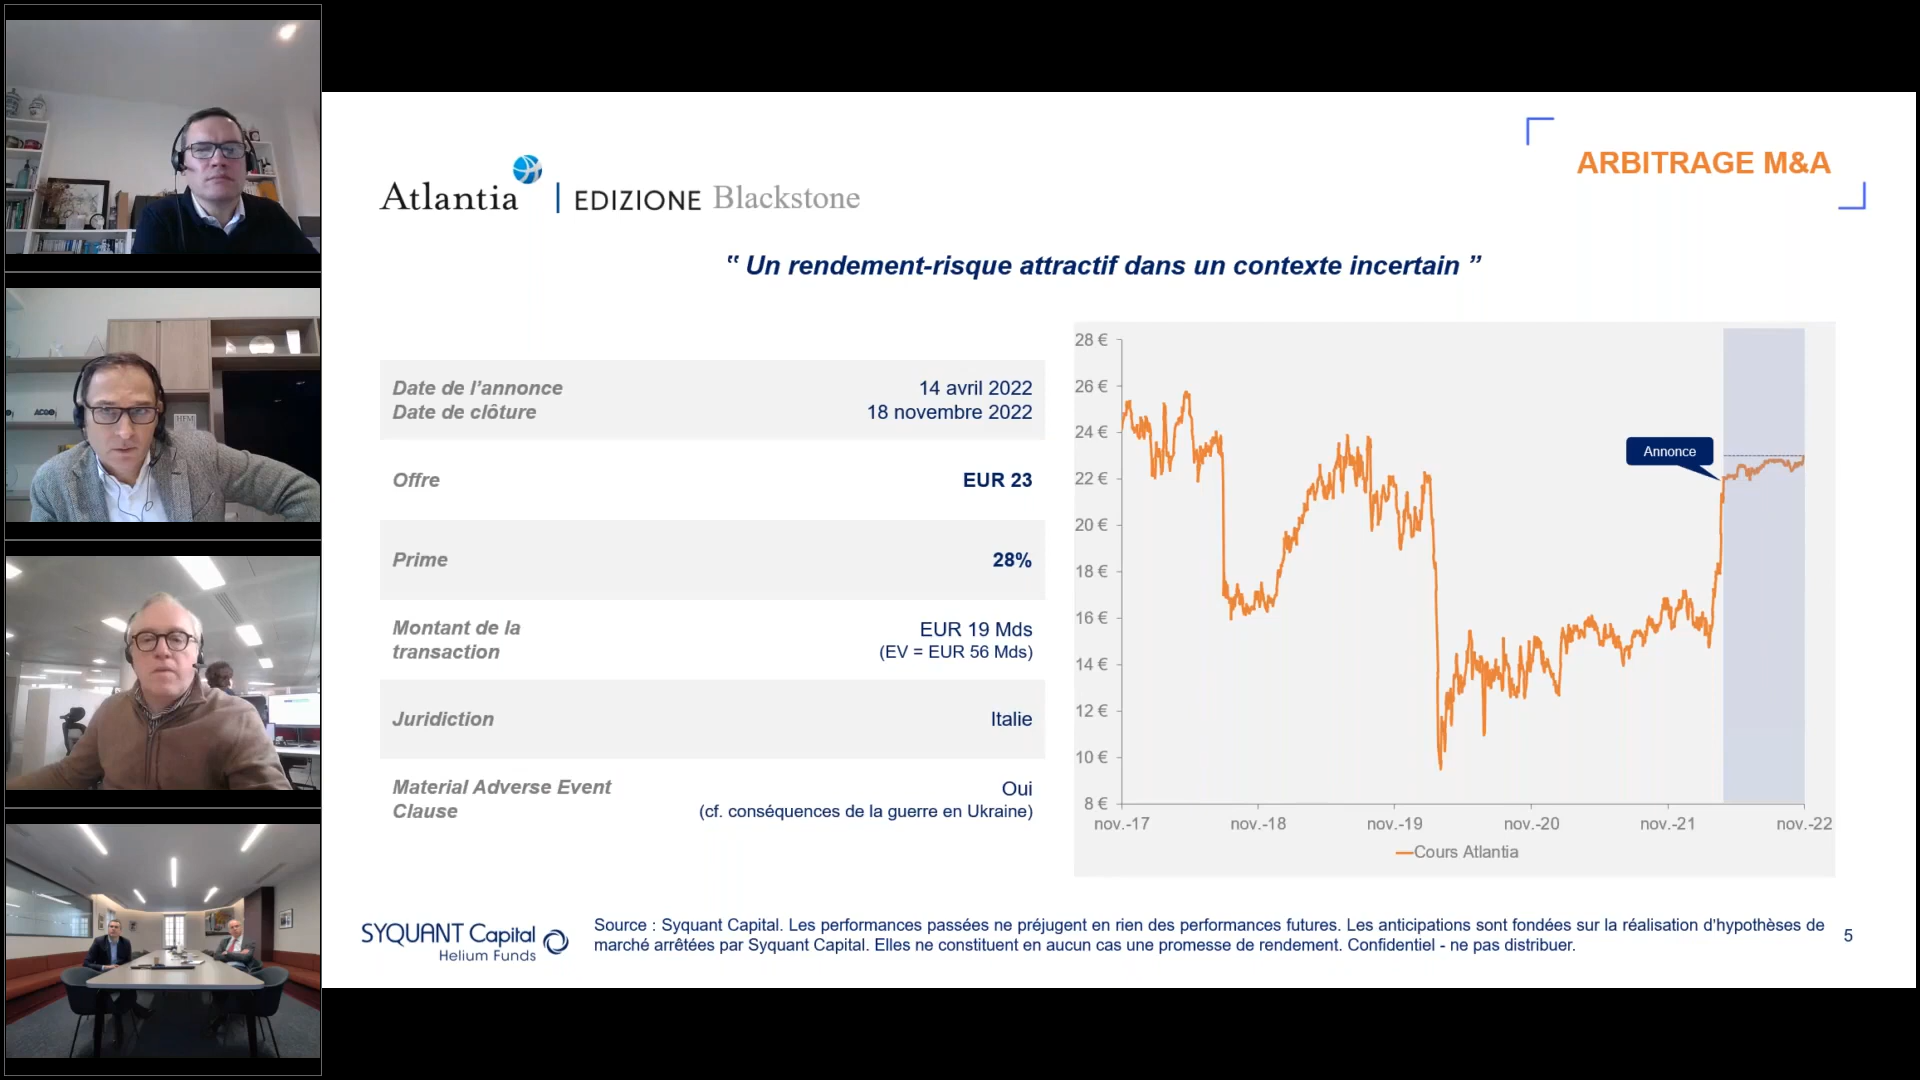 ARBITRAGE M&A
Atlantia | EDIZIONE Blackstone
“ Un rendement-risque attractif dans un contexte incertain ”
Date de l’annonce 14 avril 2022
Date de clôture 18 novembre 2022
Offre EUR 23
Prime 28%
Montant de la transaction EUR 19 Mds
(EV = EUR 56 Mds)
Juridiction Italie
Material Adverse Event Clause Oui
(cf. conséquences de la guerre en Ukraine)
28 €
26 €
24 €
22 €
20 €
18 €
16 €
14 €
12 €
10 €
8 €
Annonce
nov.-17 nov.-18 nov.-19 nov.-20 nov.-21 nov.-22
Cours Atlantia
SYQUANT Capital
Helium Funds
Source : Syquant Capital. Les performances passées ne préjugent en rien des performances futures. Les anticipations sont fondées sur la réalisation d'hypothèses de
marché arrêtées par Syquant Capital. Elles ne constituent en aucun cas une promesse de rendement. Confidentiel - ne pas distribuer.
5
HFM